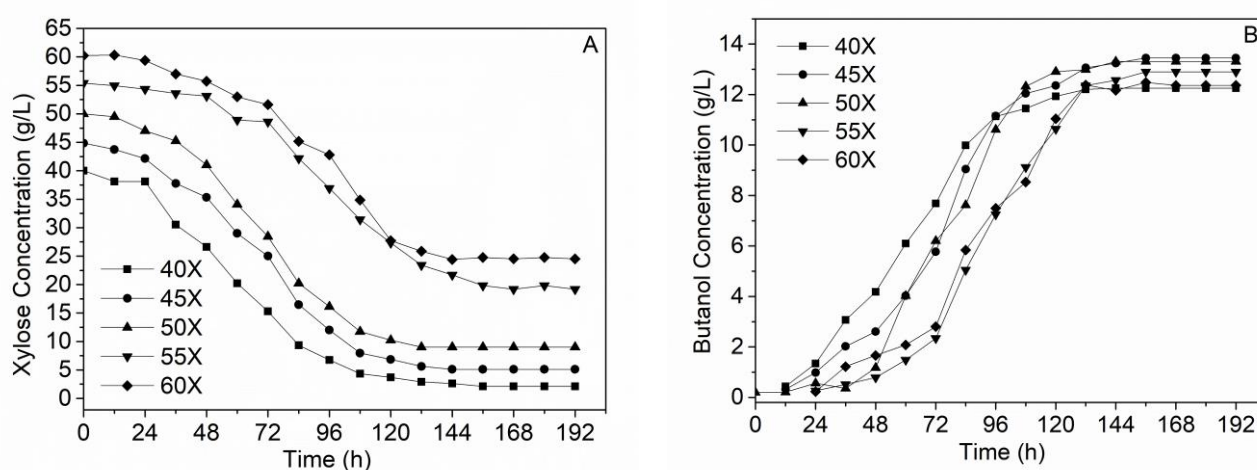 A
65
60
55
50
45
40
35
30
25
20
15
10
5
0
Xylose Concentration (g/L)
40X
45X
50X
55X
60X
0 24 48 72 96 120 144 168 192
Time (h)
B
14
12
10
8
6
4
2
0
Butanol Concentration (g/L)
40X
45X
50X
55X
60X
0 24 48 72 96 120 144 168 192
Time (h)